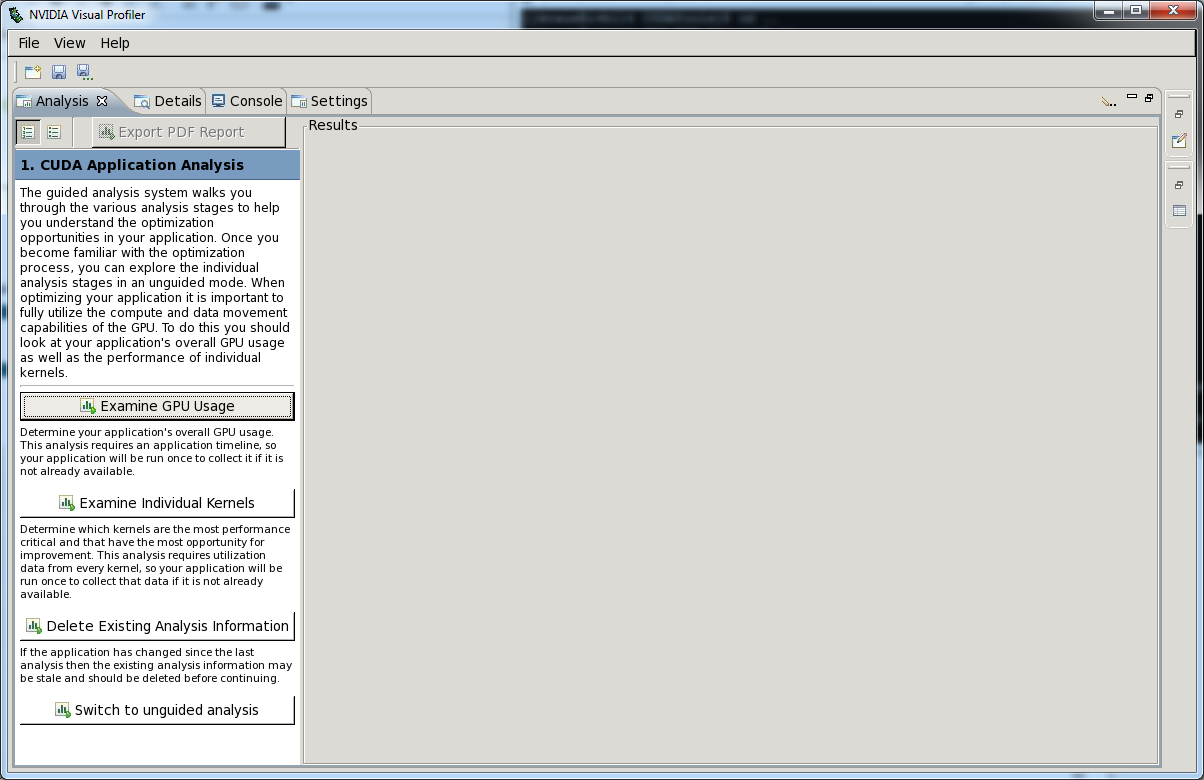 NVIDIA Visual Profiler
File View Help
Analysis Details Console Settings
Export PDF Report
Results
1. CUDA Application Analysis
The guided analysis system walks you
through the various analysis stages to help
you understand the optimization
opportunities in your application. Once you
become familiar with the optimization
process, you can explore the individual
analysis stages in an unguided mode. When
optimizing your application it is important to
fully utilize the compute and data movement
capabilities of the GPU. To do this you should
look at your application's overall GPU usage
as well as the performance of individual
kernels.
Examine GPU Usage
Determine your application's overall GPU usage.
This analysis requires an application timeline, so
your application will be run once to collect it if it is
not already available.
Examine Individual Kernels
Determine which kernels are the most performance
critical and that have the most opportunity for
improvement. This analysis requires utilization
data from every kernel, so your application will be
run once to collect that data if it is not already
available.
Delete Existing Analysis Information
If the application has changed since the last
analysis then the existing analysis information may
be stale and should be deleted before continuing.
Switch to unguided analysis